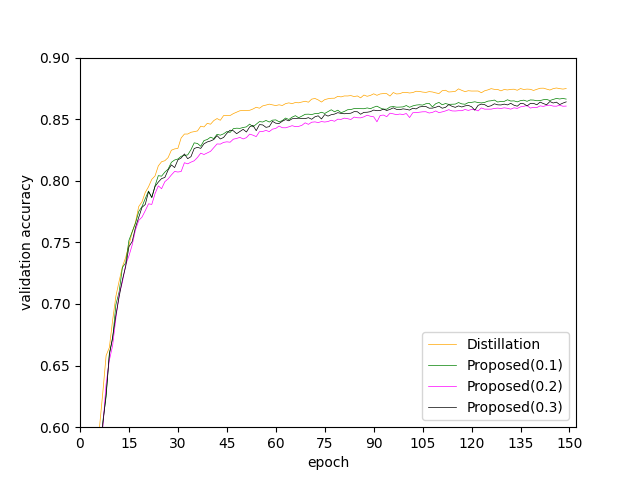 0.90
0.85
0.80
0.75
0.70
0.65
0.60
validation accuracy
0 15 30 45 60 75 90 105 120 135 150
epoch
Distillation
Proposed(0.1)
Proposed(0.2)
Proposed(0.3)